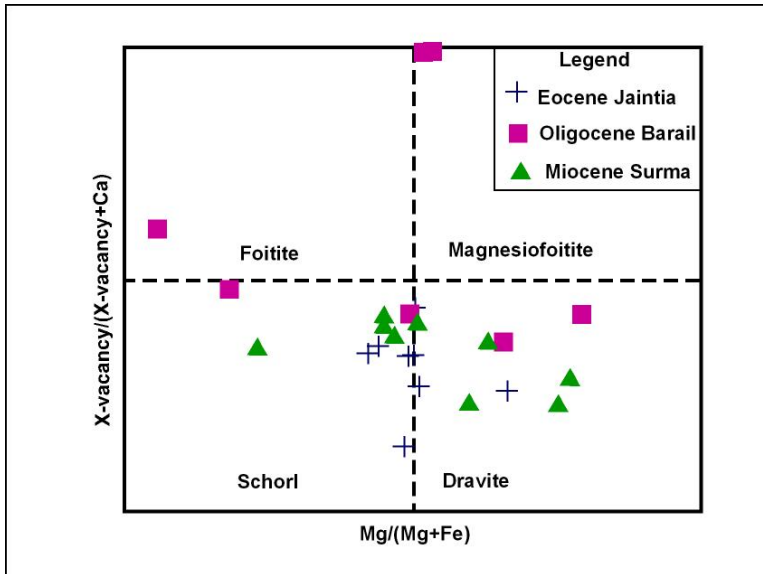 Legend
Eocene Jaintia
Oligocene Barail
Miocene Surma
Foitite
Magnesiofoitite
X-vacancy/(X-vacancy+Ca)
Schorl
Dravite
Mg/(Mg+Fe)